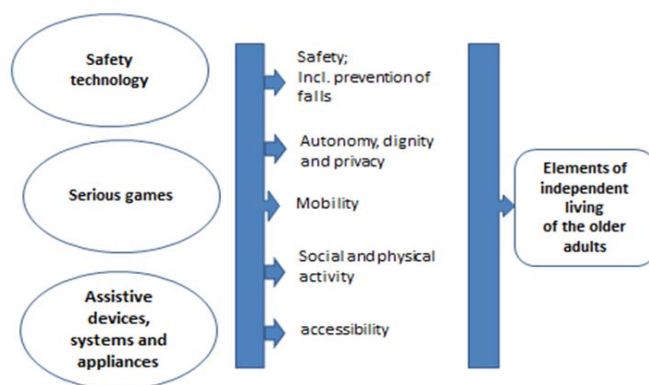 Safety
technology
Serious games
Assistive
devices,
systems and
appliances
Safety;
Incl. prevention of
falls
Autonomy, dignity
and privacy
Mobility
Social and physical
activity
accessibility
Elements of
independent
living
of the older
adults